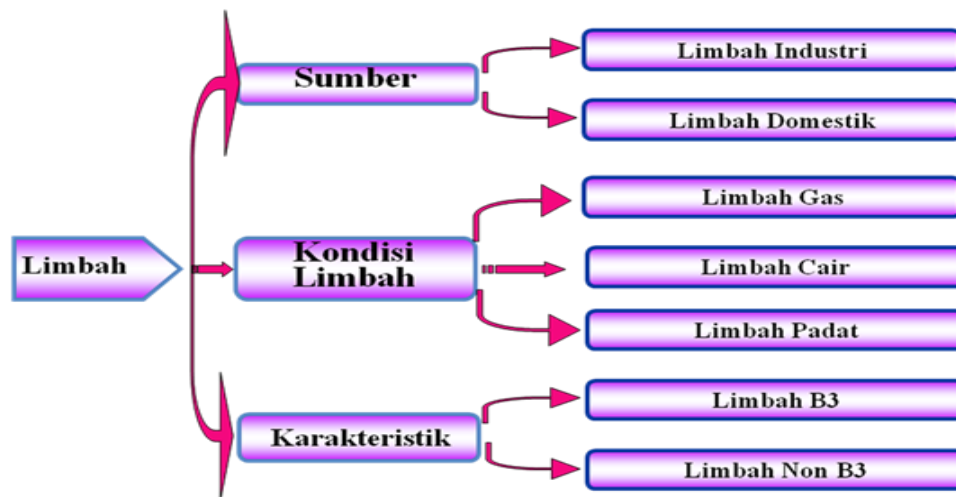 Limbah
Sumber
Limbah Industri
Limbah Domestik
Kondisi
Limbah
Limbah Gas
Limbah Cair
Limbah Padat
Karakteristik
Limbah B3
Limbah Non B3